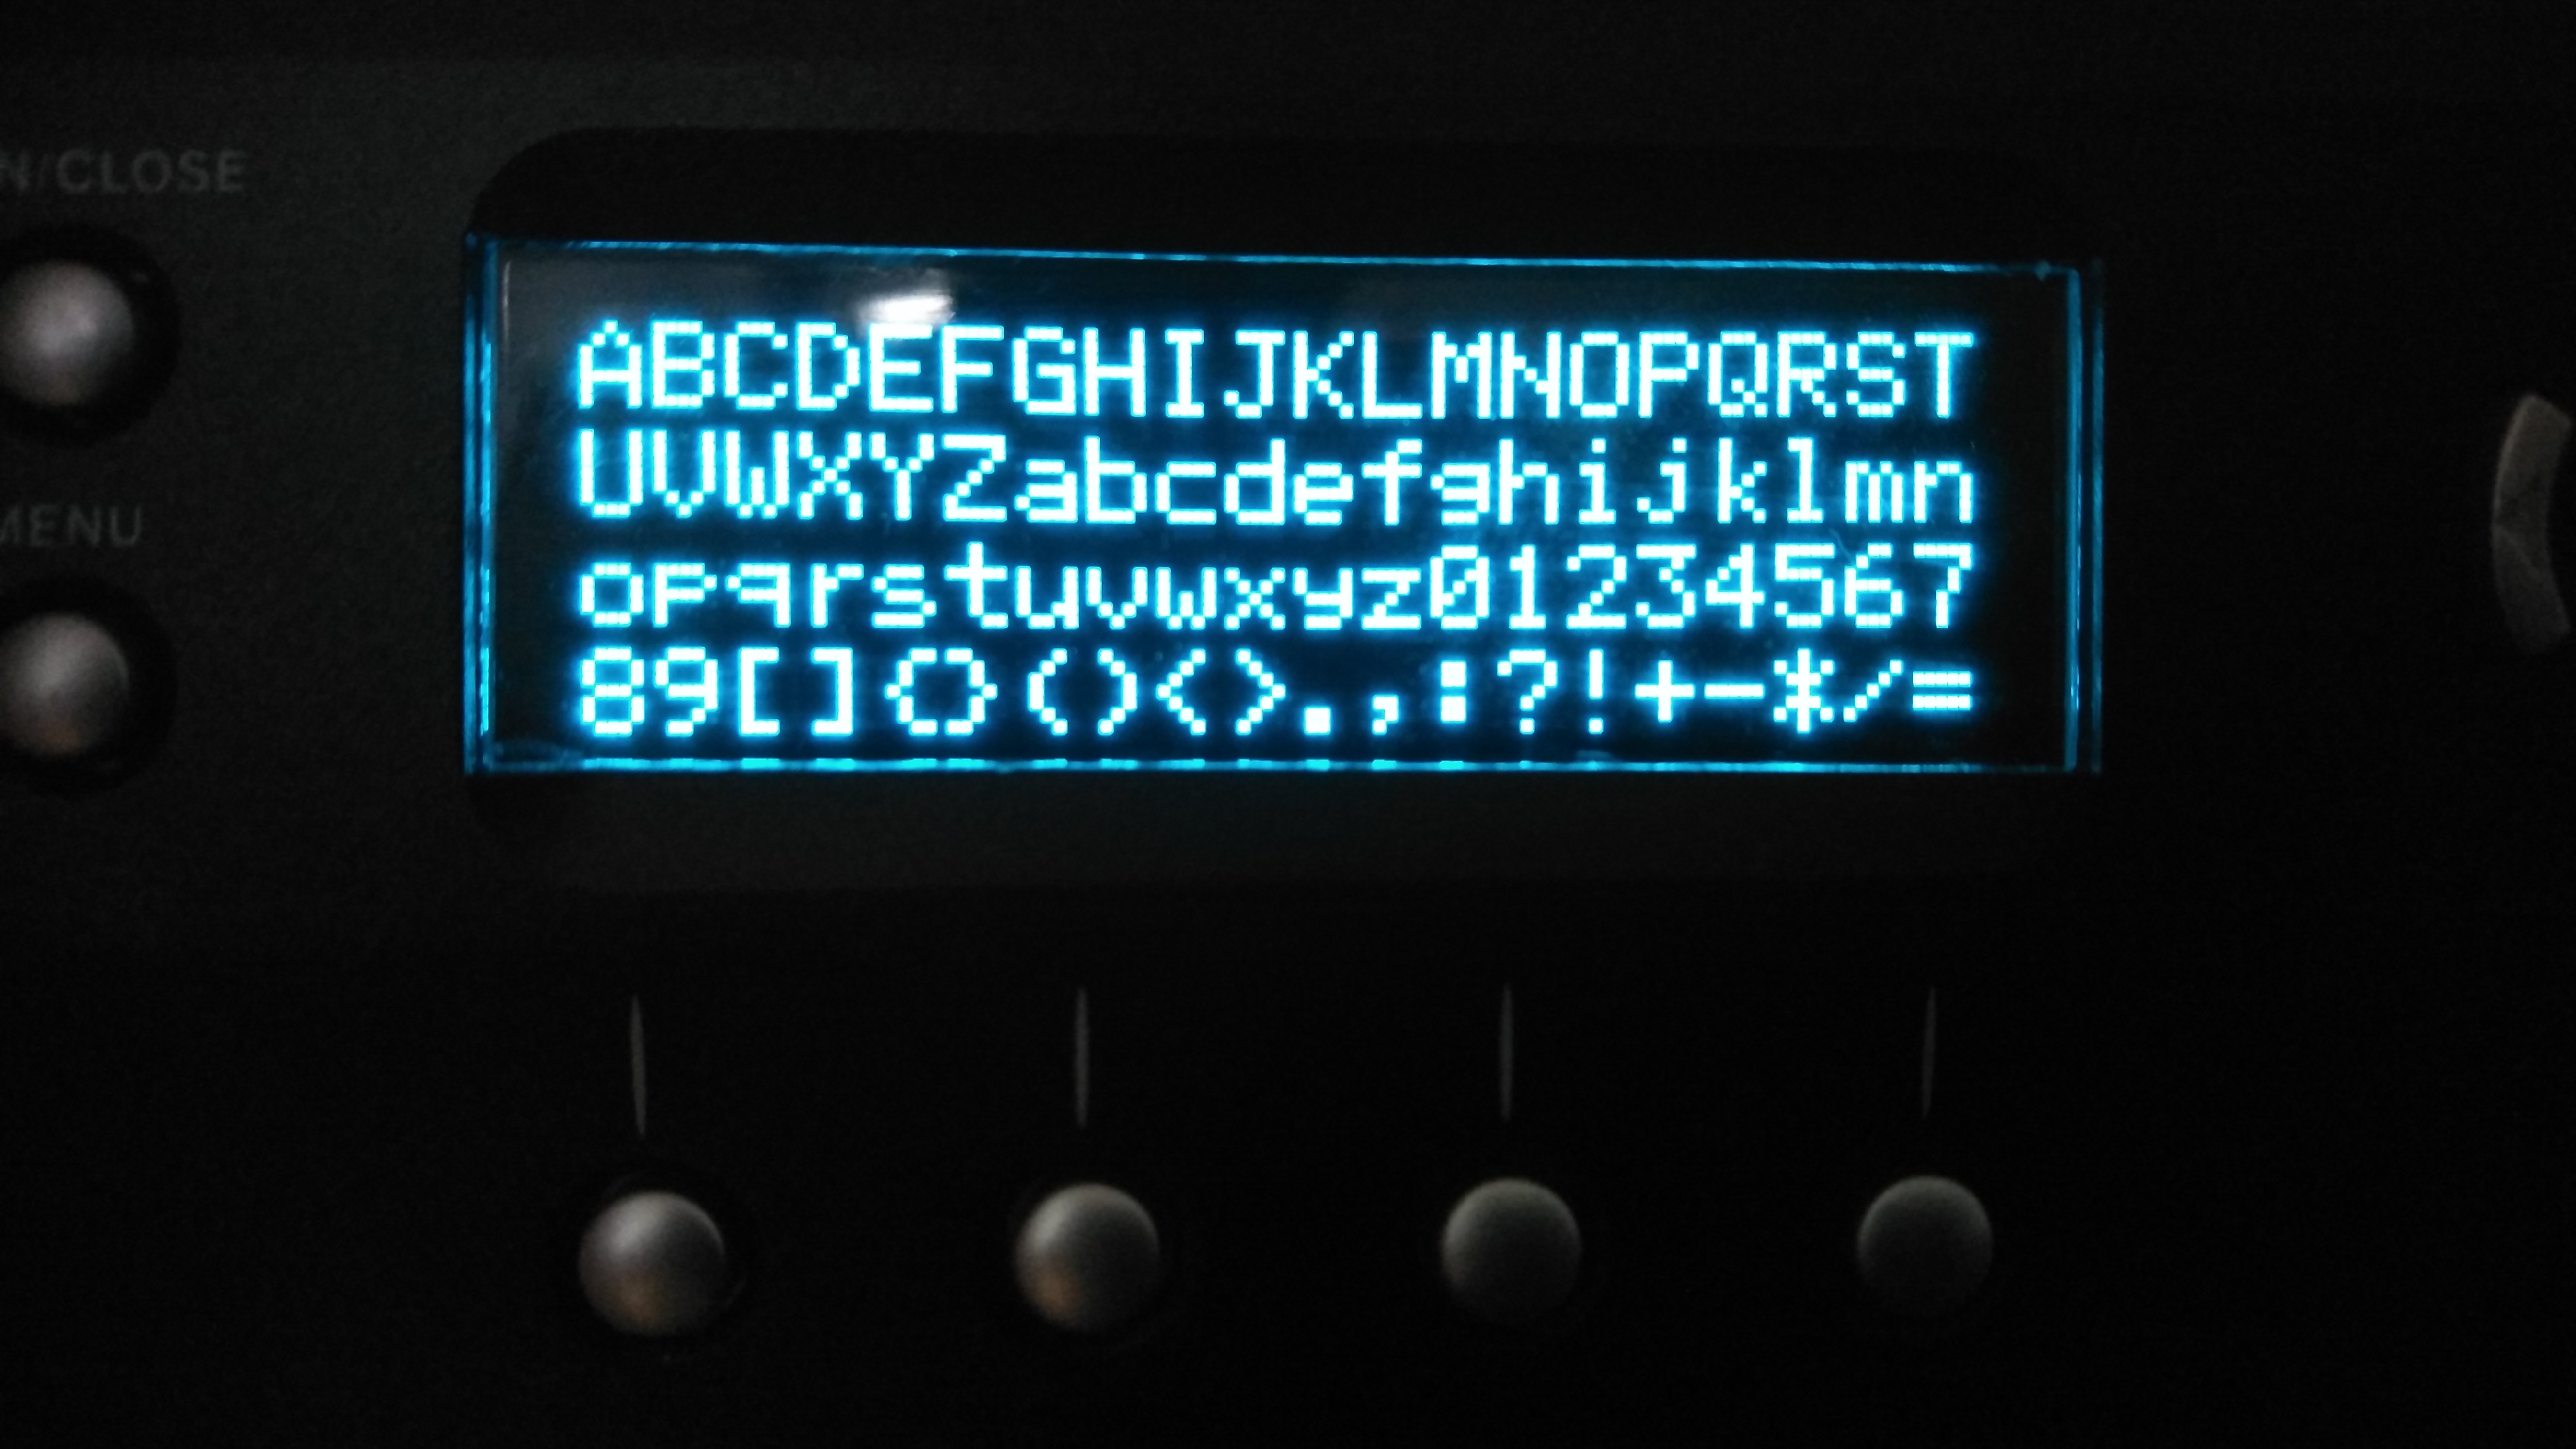 N/CLOSE
ABCDEFGHIJKLMNOPQRST
UVWXYZabcdefghijklmn
MENU
opqrstuvwxyz01234567
89[]{}()<>.,:?!+-*/=